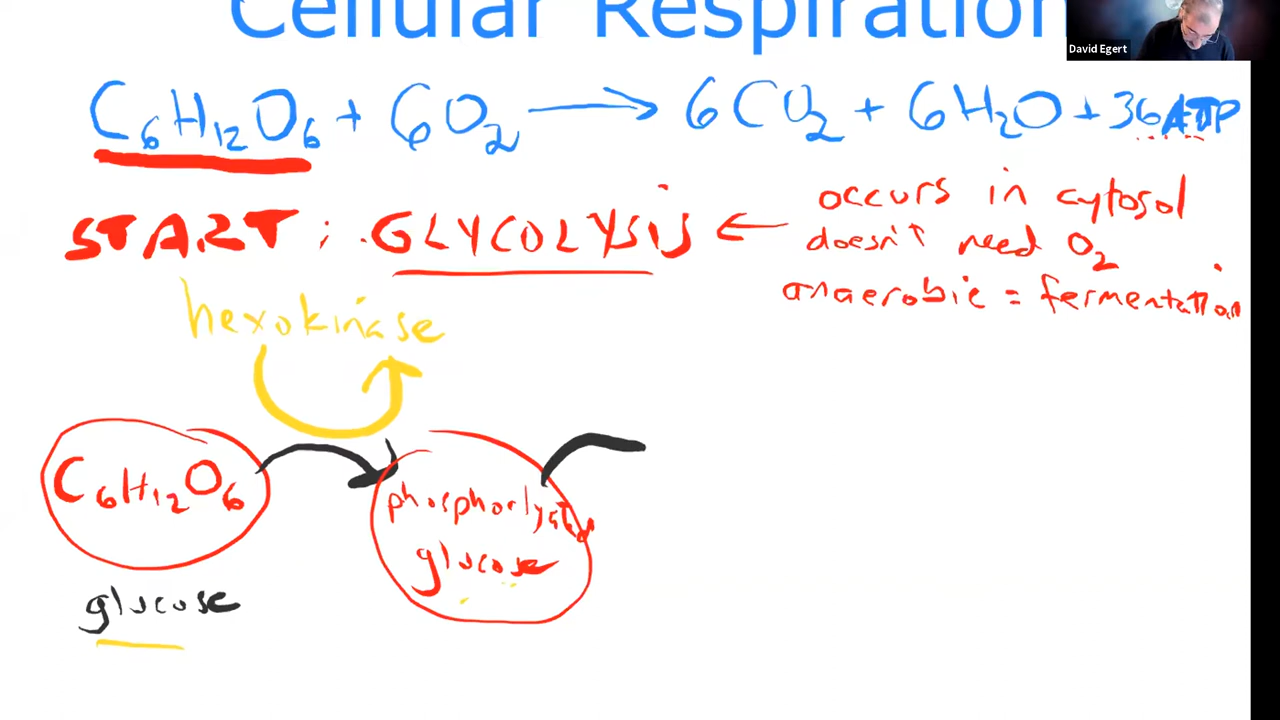 Cellular Respiration
David Egert
C6H12O6 + 6O2 → 6CO2 + 6H2O + 36ATP
START : GLYCOLYSIS ← occurs in cytosol
doesn't need O2
anaerobic = fermentation
hexokinase
C6H12O6
phosphorlyated
glucose
glucose